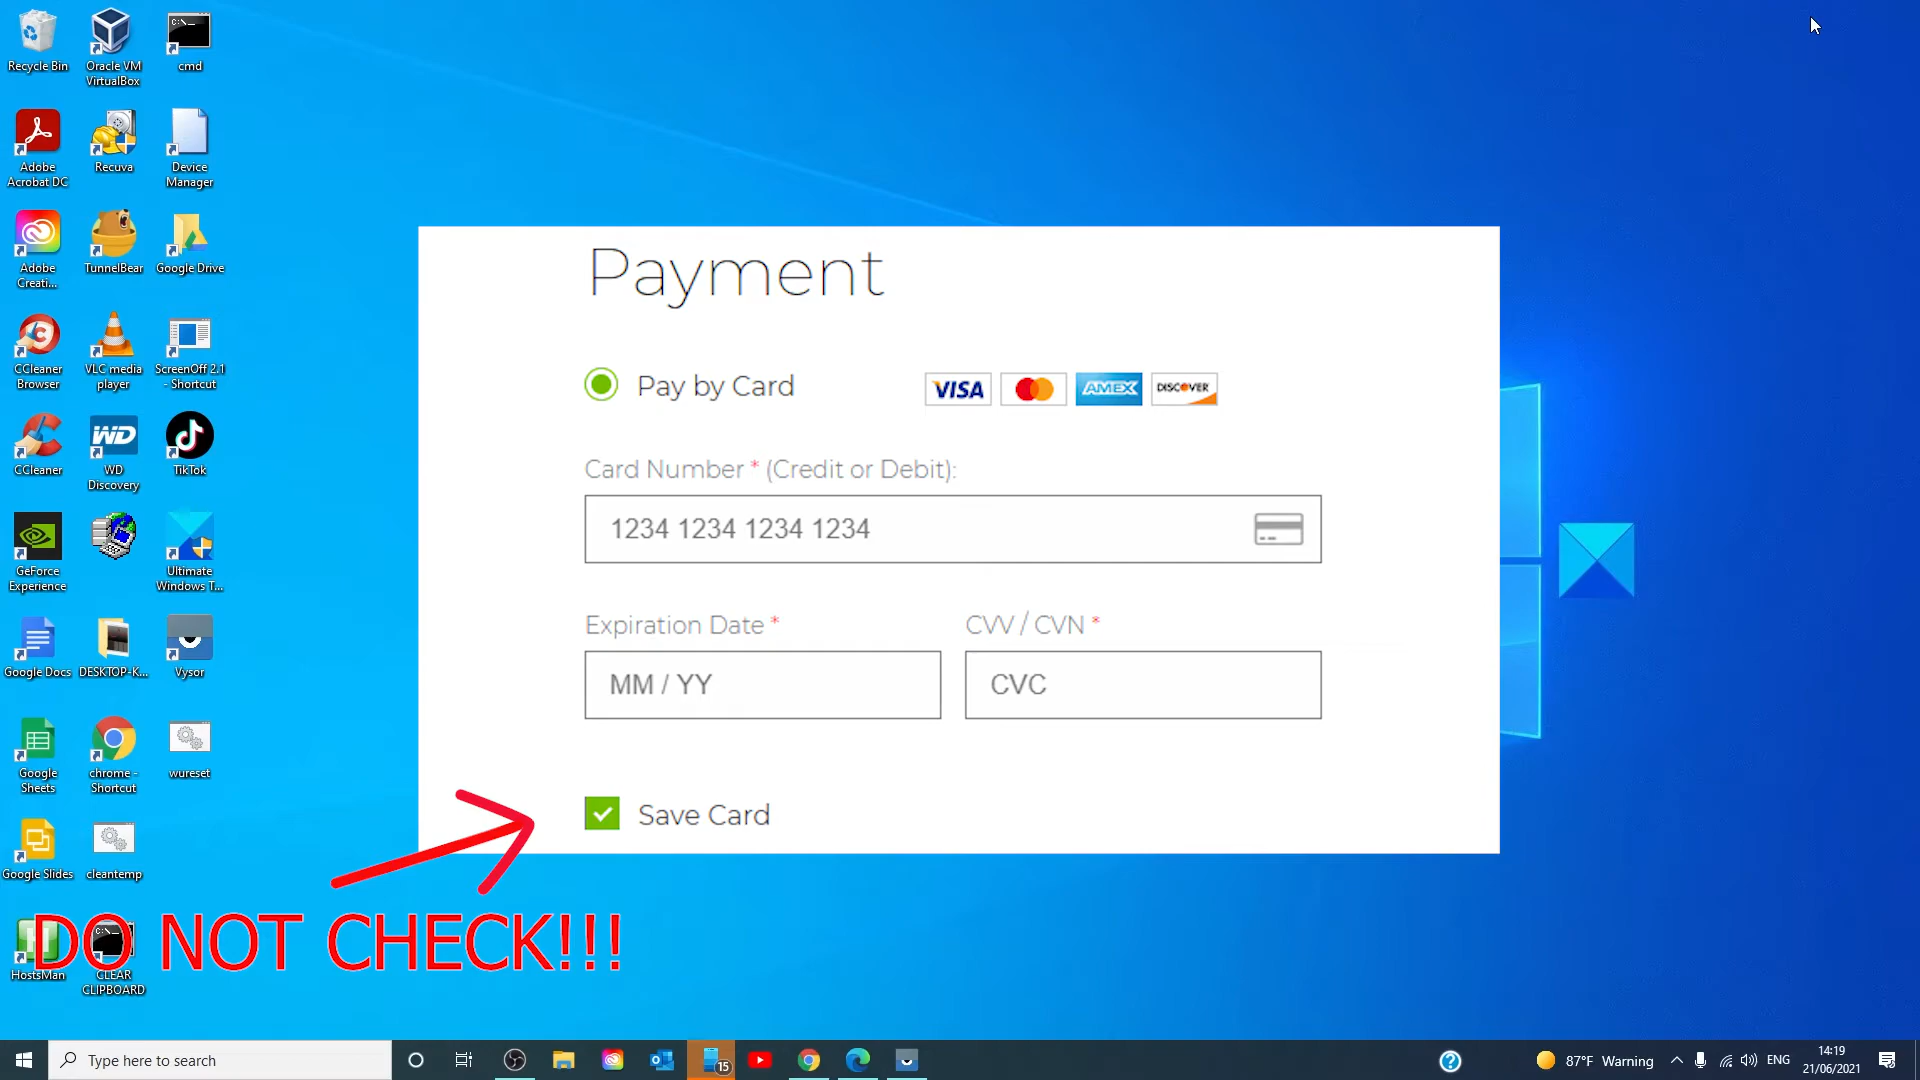 Recycle Bin
Oracle VM
VirtualBox
cmd
Adobe
Acrobat DC
Recuva
Device
Manager
Adobe
Creati...
TunnelBear
Google Drive
CCleaner
Browser
VLC media
player
ScreenOff 2.1
- Shortcut
CCleaner
WD
WD
Discovery
TikTok
GeForce
Experience
Ultimate
Windows T...
Google Docs
DESKTOP-K...
Vysor
Google
Sheets
chrome -
Shortcut
wureset
Google Slides
cleantemp
HostsMan
CLEAR
CLIPBOARD
Payment
Pay by Card
VISA
AMEX
DISCOVER
Card Number * (Credit or Debit):
1234 1234 1234 1234
Expiration Date *
CVV / CVN *
MM / YY
CVC
Save Card
DO NOT CHECK!!!
Type here to search
15
87°F Warning
ENG
14:19
21/06/2021